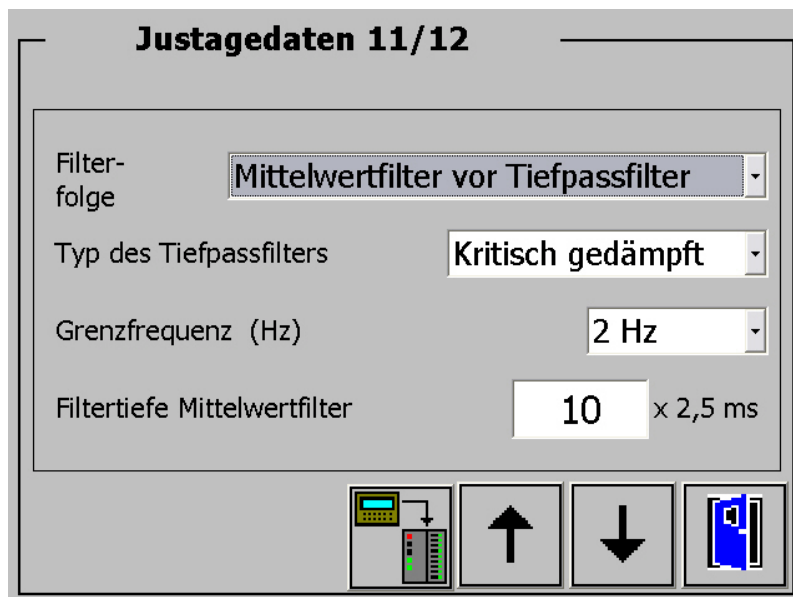 Justagedaten 11/12
Filter-
folge
Mittelwertfilter vor Tiefpassfilter
Typ des Tiefpassfilters
Kritisch gedämpft
Grenzfrequenz (Hz)
2 Hz
Filtertiefe Mittelwertfilter
10
x 2,5 ms